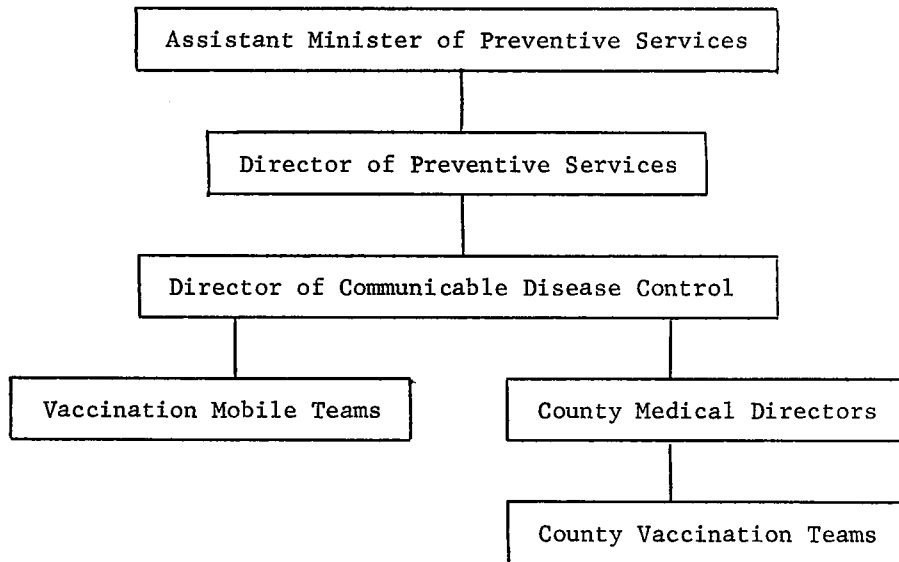 Assistant Minister of Preventive Services
Director of Preventive Services
Director of Communicable Disease Control
Vaccination Mobile Teams
County Medical Directors
County Vaccination Teams